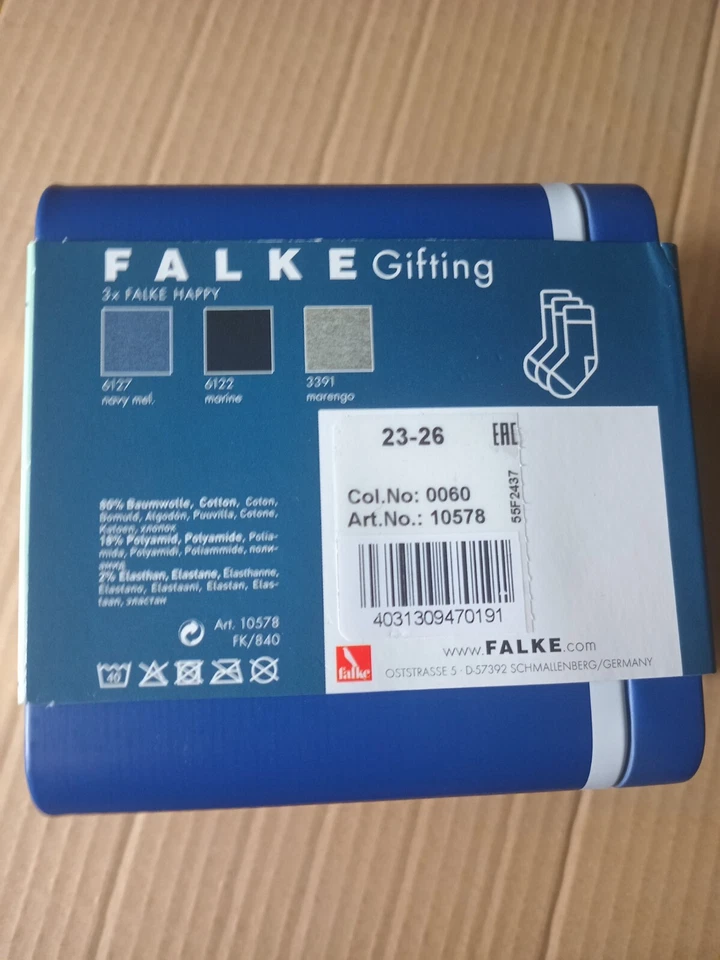 FALKE Gifting
3x FALKE HAPPY
6127
navy mel.
6122
marine
3391
marengo
23-26
EAC
Col.No: 0060
Art.No.: 10578
55F2437
4031309470191
80% Baumwolle, Cotton, Coton,
Bomuld, Algodón, Puuvilla, Cotone,
Katoen, хлопок
18% Polyamid, Polyamide, Polia-
mida, Polyamidi, Poliammide, поли-
амид
2% Elasthan, Elastane, Elasthanne,
Elastano, Elastaani, Elastan, Elas-
taan, эластан
Art. 10578
FK/840
40
falke
www.FALKE.com
OSTSTRASSE 5 · D-57392 SCHMALLENBERG/GERMANY